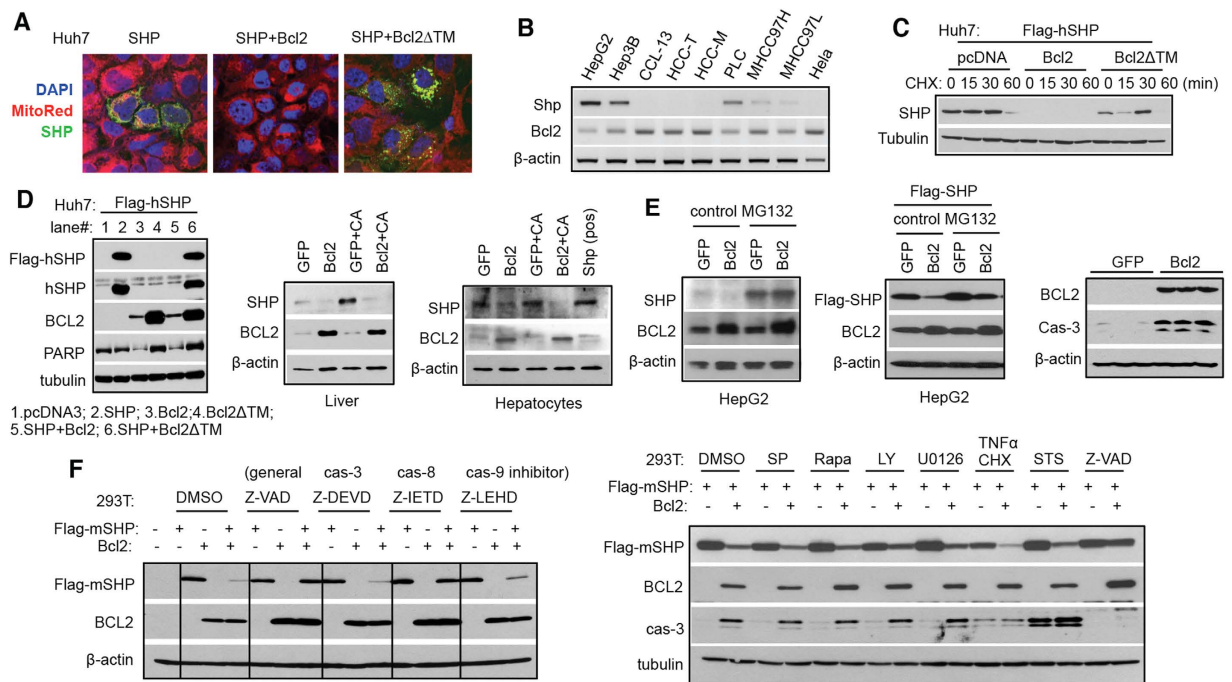 A
Huh7: SHP SHP+Bcl2 SHP+Bcl2ΔTM
DAPI
MitoRed
SHP
B
HepG2 Hep3B CCL-13 HCC-T HCC-M PLC MHCC97H MHCC97L Hela
Shp
Bcl2
β-actin
C
Huh7: Flag-hSHP
pcDNA Bcl2 Bcl2ΔTM
CHX: 0 15 30 60 0 15 30 60 0 15 30 60 (min)
SHP
Tubulin
D
Huh7: Flag-hSHP
lane#: 1 2 3 4 5 6
Flag-hSHP
hSHP
BCL2
PARP
tubulin
1.pcDNA3; 2.SHP; 3.Bcl2;4.Bcl2ΔTM;
5.SHP+Bcl2; 6.SHP+Bcl2ΔTM
GFP Bcl2 GFP+CA Bcl2+CA
SHP
BCL2
β-actin
Liver
GFP Bcl2 GFP+CA Bcl2+CA Shp (pos)
SHP
BCL2
β-actin
Hepatocytes
E
control MG132
GFP Bcl2 GFP Bcl2
SHP
BCL2
β-actin
HepG2
Flag-SHP
control MG132
GFP Bcl2 GFP Bcl2
Flag-SHP
BCL2
β-actin
HepG2
GFP Bcl2
BCL2
Cas-3
β-actin
F
(general cas-3 cas-8 cas-9 inhibitor)
293T: DMSO Z-VAD Z-DEVD Z-IETD Z-LEHD
Flag-mSHP: - + - + + - + + - + + - + + - +
Bcl2: - - + + - + + - + + - + + - + +
Flag-mSHP
BCL2
β-actin
293T: DMSO SP Rapa LY U0126 TNFα CHX STS Z-VAD
Flag-mSHP: + + + + + + + + + + + + + + + +
Bcl2: - + - + - + - + - + - + - + - +
Flag-mSHP
BCL2
cas-3
tubulin